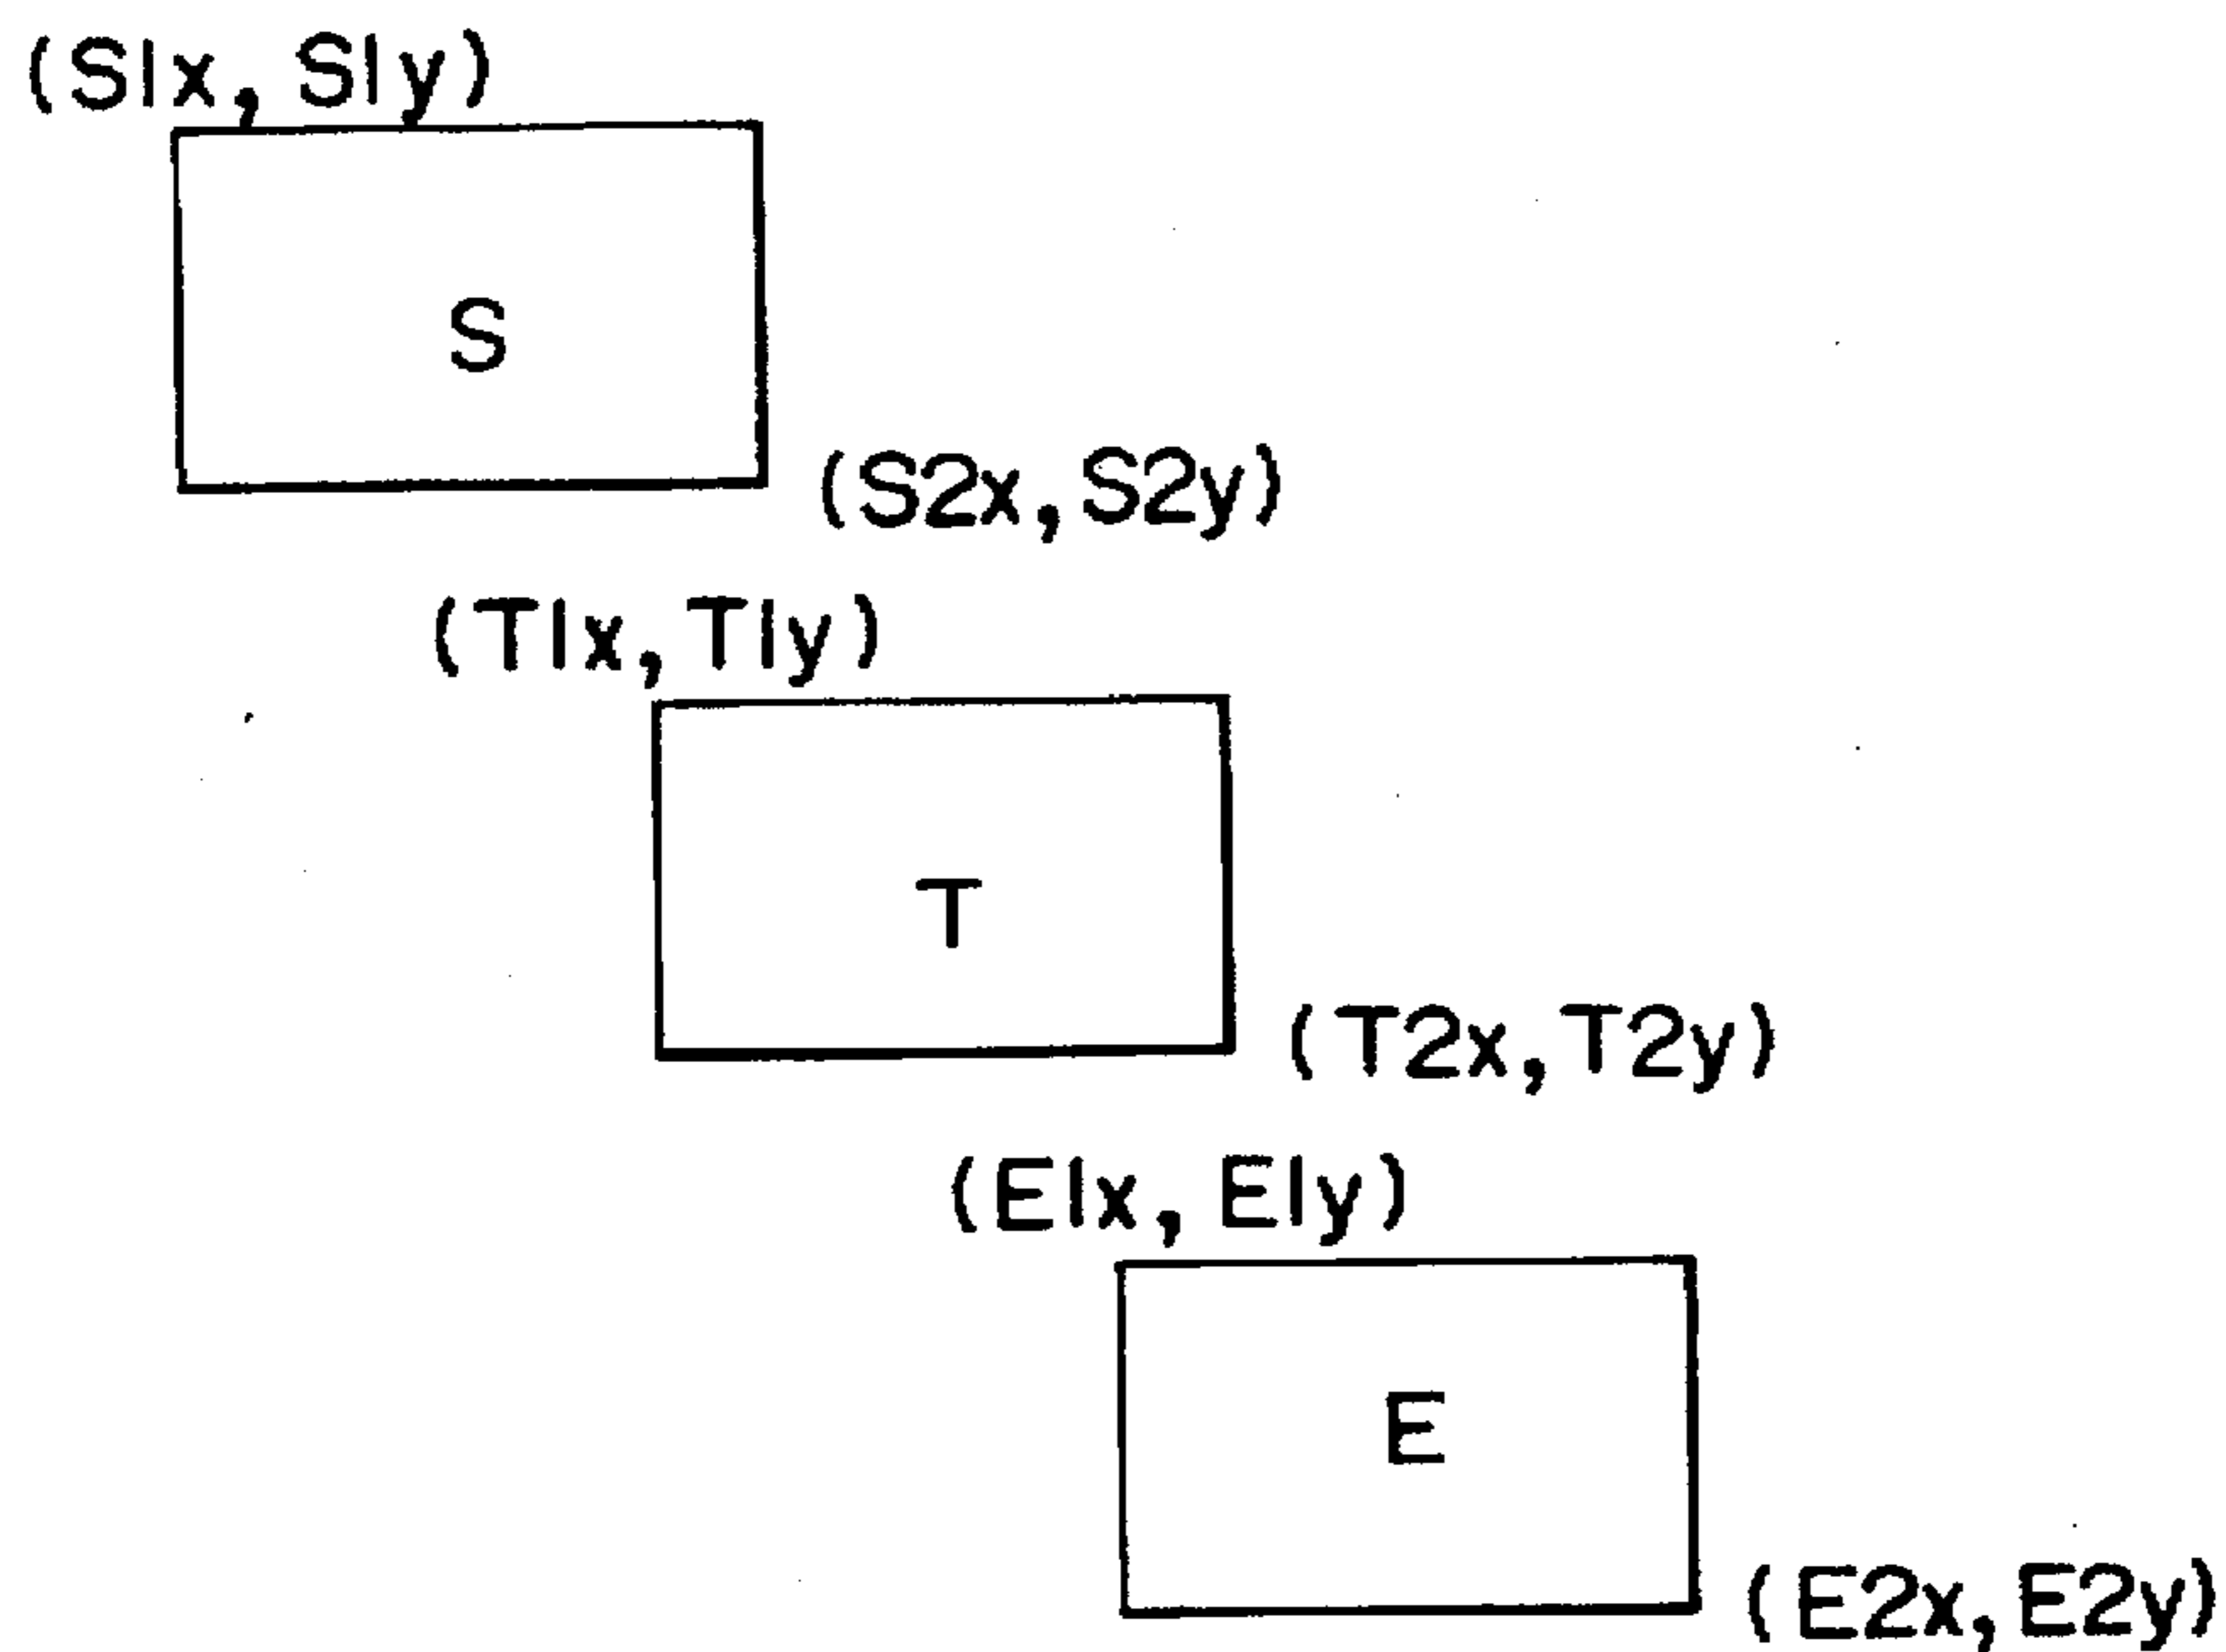 (S1x, S1y)
S
(S2x,S2y)
(T1x, T1y)
T
(T2x,T2y)
(E1x, E1y)
E
(E2x,E2y)